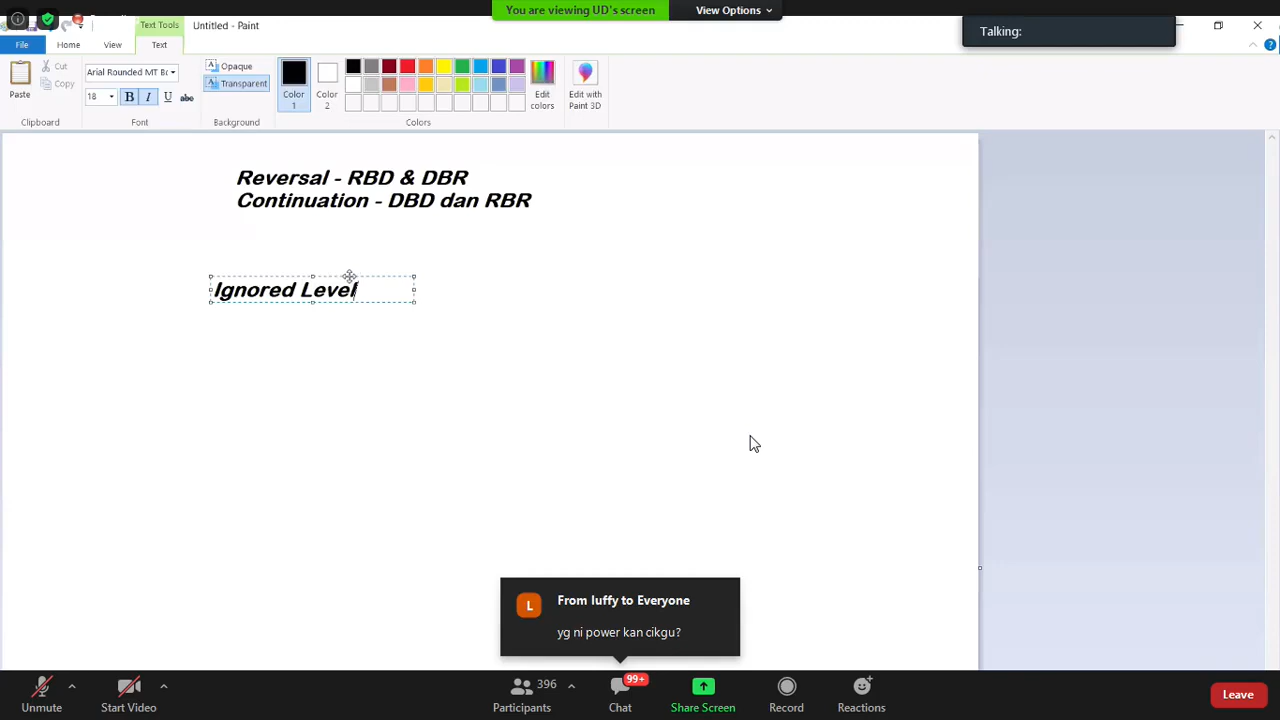 You are viewing UD's screen
View Options
Text Tools
Untitled - Paint
Talking:
File
Home
View
Text
Paste
Cut
Copy
Clipboard
Arial Rounded MT B
18
B
I
U
abc
Font
Opaque
Transparent
Background
Color 1
Color 2
Edit colors
Colors
Edit with Paint 3D
Reversal - RBD & DBR
Continuation - DBD dan RBR
Ignored Level
L
From luffy to Everyone
yg ni power kan cikgu?
Unmute
Start Video
396
Participants
99+
Chat
Share Screen
Record
Reactions
Leave